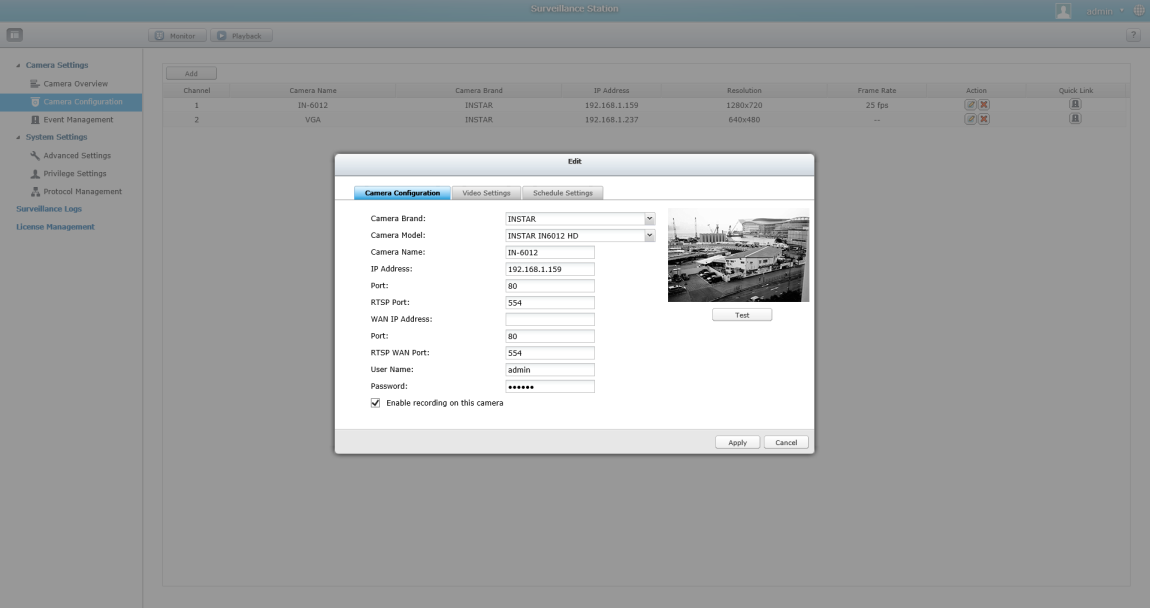 Surveillance Station
admin
Monitor Playback ?
Camera Settings
Camera Overview
Camera Configuration
Event Management
System Settings
Advanced Settings
Privilege Settings
Protocol Management
Surveillance Logs
License Management
Add
Channel Camera Name Camera Brand IP Address Resolution Frame Rate Action Quick Link
1 IN-6012 INSTAR 192.168.1.159 1280x720 25 fps
2 VGA INSTAR 192.168.1.237 640x480 --
Edit
Camera Configuration Video Settings Schedule Settings
Camera Brand: INSTAR
Camera Model: INSTAR IN6012 HD
Camera Name: IN-6012
IP Address: 192.168.1.159
Port: 80
RTSP Port: 554
Test
WAN IP Address:
Port: 80
RTSP WAN Port: 554
User Name: admin
Password: ••••••
Enable recording on this camera
Apply Cancel